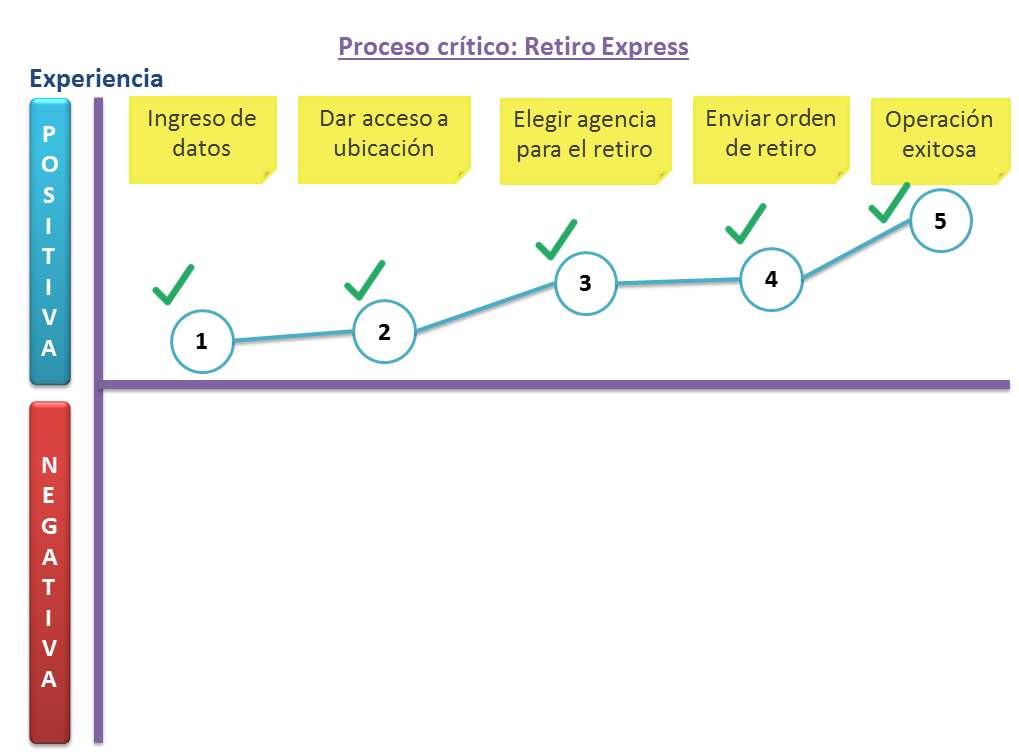 Proceso crítico: Retiro Express
Experiencia
POSITIVA
Ingreso de
datos
Dar acceso a
ubicación
Elegir agencia
para el retiro
Enviar orden
de retiro
Operación
exitosa
1
2
3
4
5
NEGATIVA